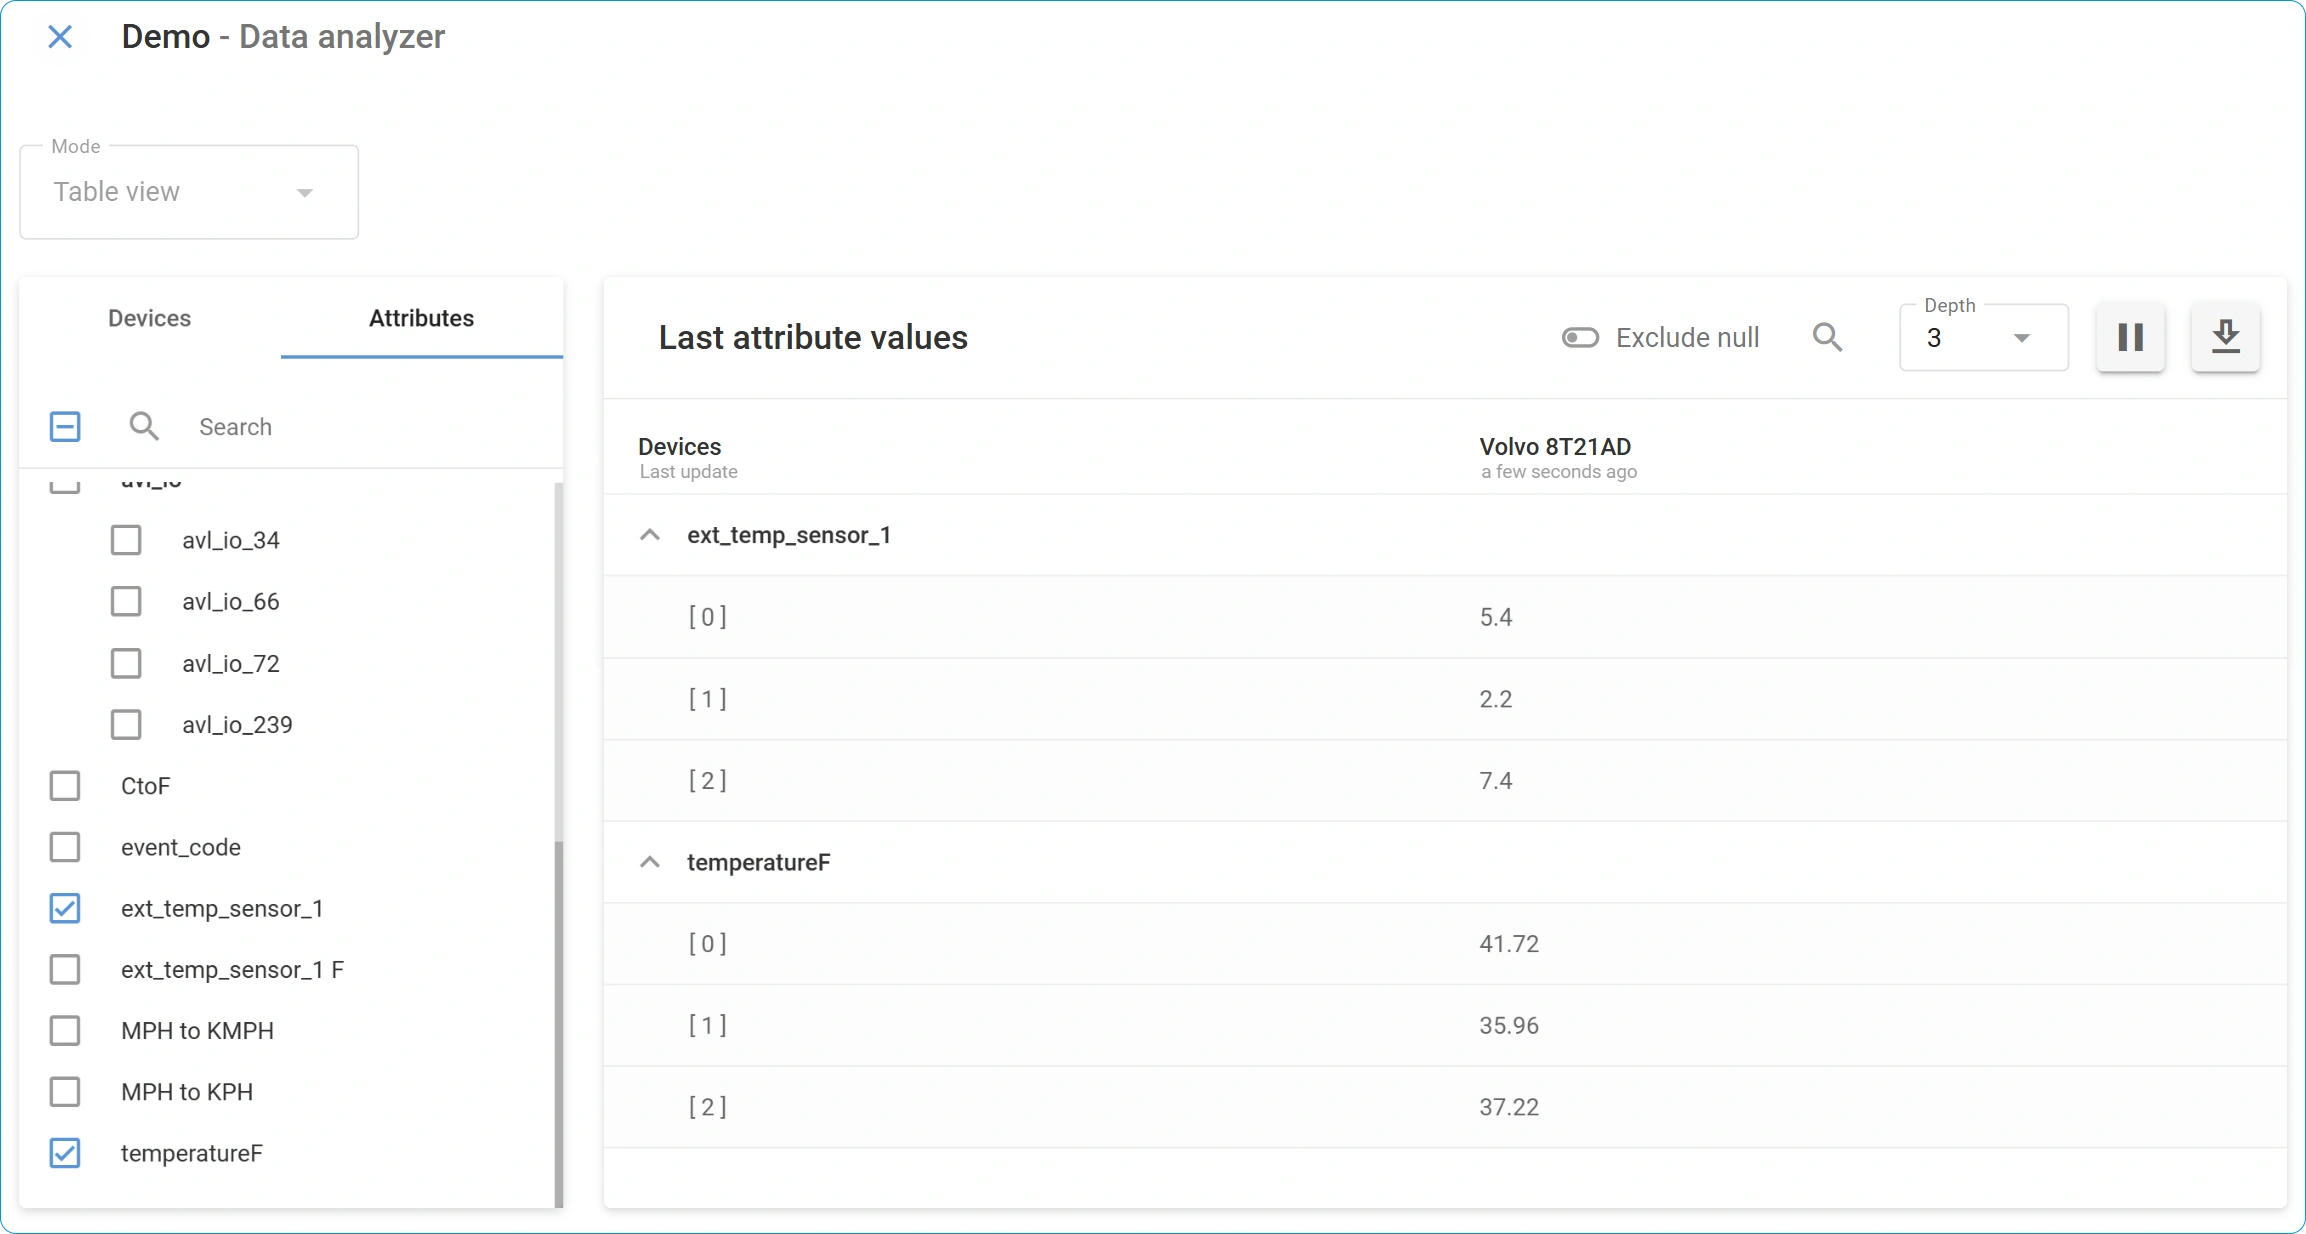 Demo - Data analyzer
Mode
Table view
Devices
Attributes
Search
avl_io
avl_io_34
avl_io_66
avl_io_72
avl_io_239
CtoF
event_code
ext_temp_sensor_1
ext_temp_sensor_1 F
MPH to KMPH
MPH to KPH
temperatureF
Last attribute values
Exclude null
Depth
3
Devices
Volvo 8T21AD
Last update
a few seconds ago
ext_temp_sensor_1
[ 0 ] 5.4
[ 1 ] 2.2
[ 2 ] 7.4
temperatureF
[ 0 ] 41.72
[ 1 ] 35.96
[ 2 ] 37.22